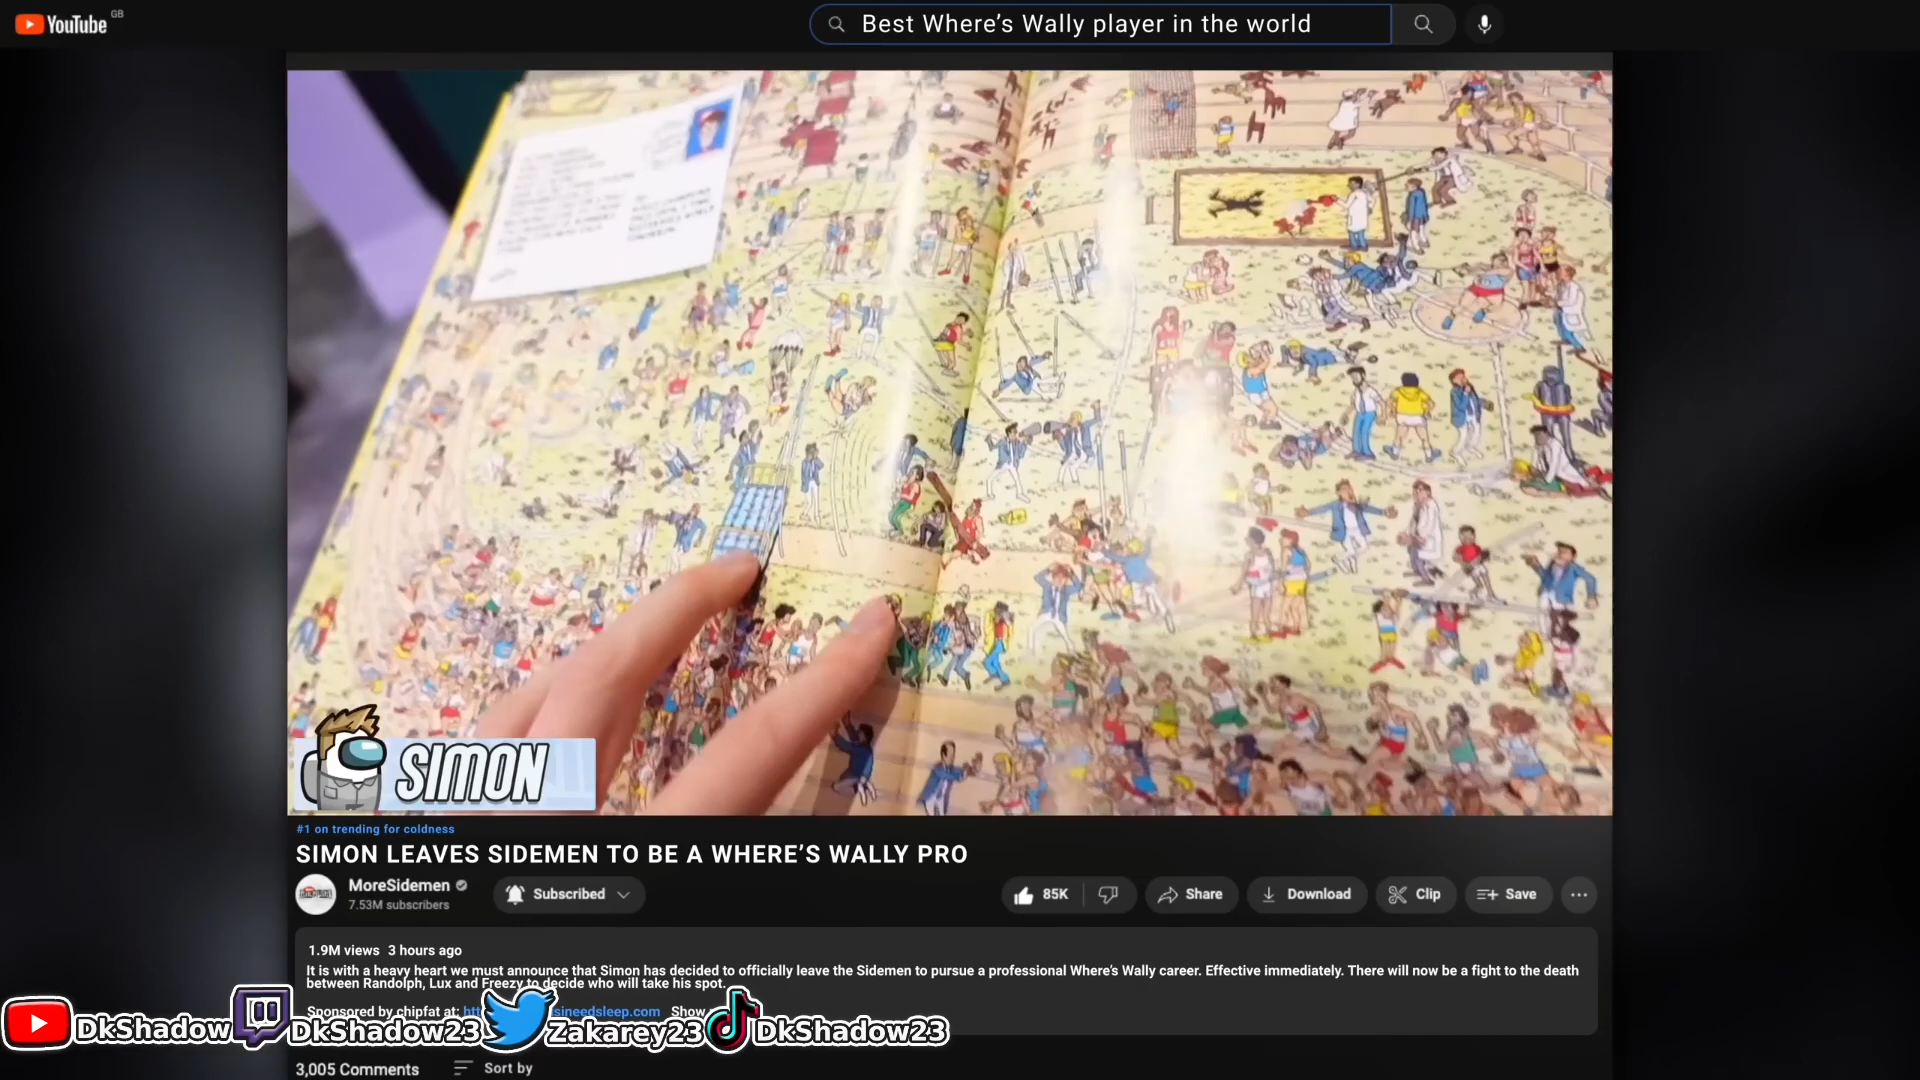 YouTube GB
Best Where's Wally player in the world
SIMON
#1 on trending for coldness
SIMON LEAVES SIDEMEN TO BE A WHERE'S WALLY PRO
MoreSidemen
7.53M subscribers
Subscribed
85K
Share
Download
Clip
Save
1.9M views 3 hours ago
It is with a heavy heart we must announce that Simon has decided to officially leave the Sidemen to pursue a professional Where's Wally career. Effective immediately. There will now be a fight to the death
between Randolph, Lux and Freezy to decide who will take his spot.
Sponsored by chipfat at: sineedsleep.com Show
DkShadow DkShadow23 Zakarey23 DkShadow23
3,005 Comments Sort by